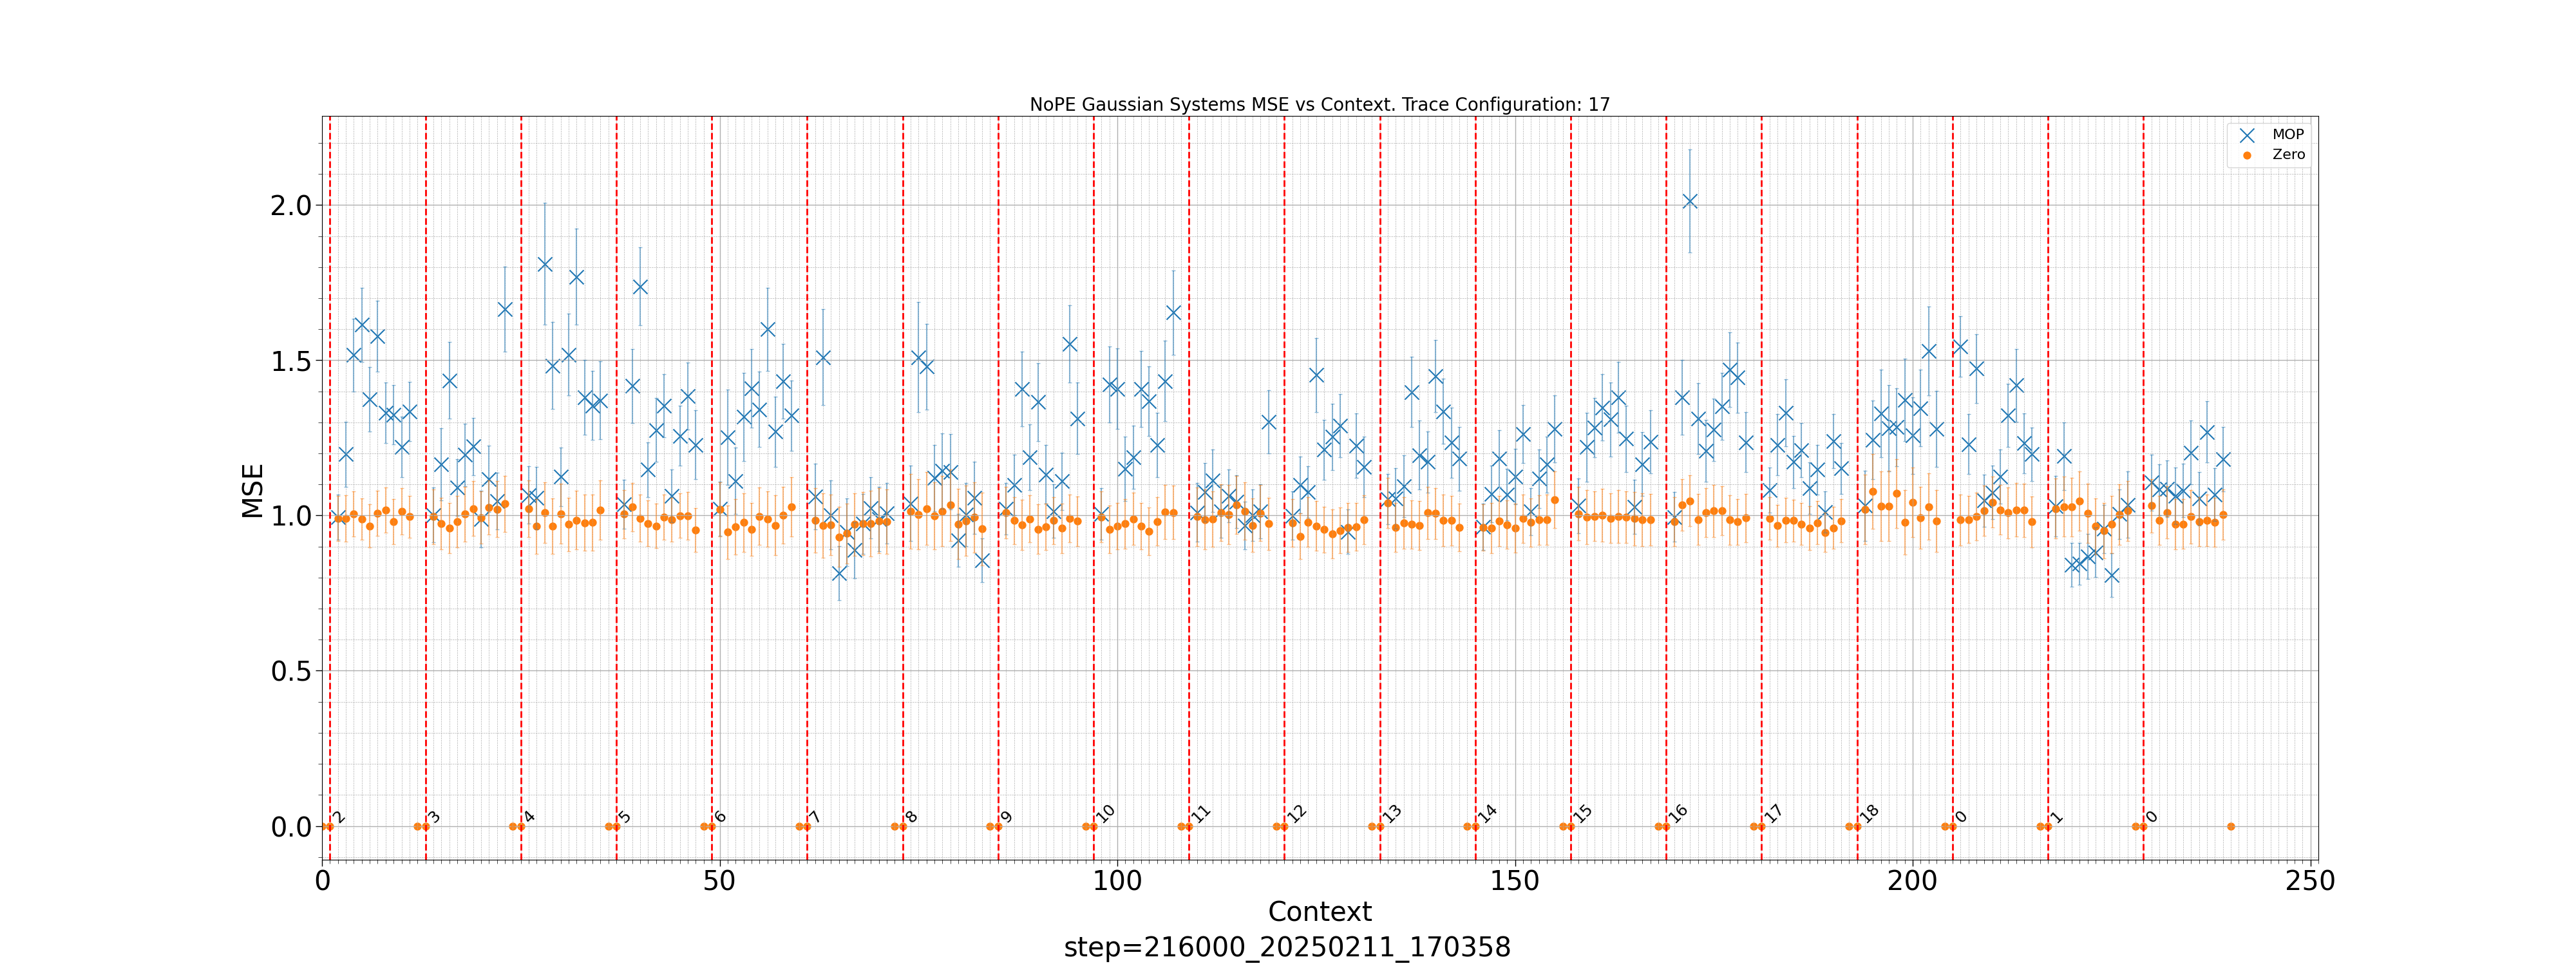 NoPE Gaussian Systems MSE vs Context. Trace Configuration: 17
MOP
Zero
MSE
2.0
1.5
1.0
0.5
0.0
2 3 4 5 6 7 8 9 10 11 12 13 14 15 16 17 18 0 1 0
0 50 100 150 200 250
Context
step=216000_20250211_170358